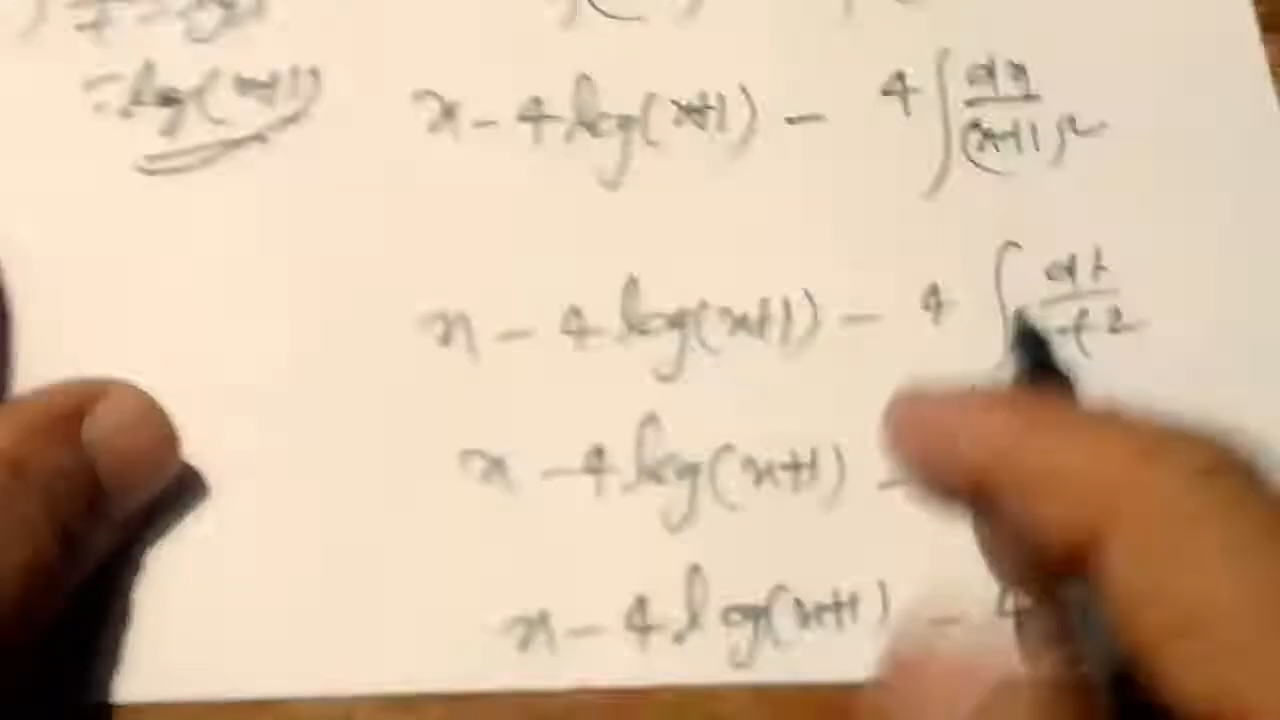 = log(x+1)
x - 4 log(x+1) - 4 ∫ dx/(x+1)²
x - 4 log(x+1) - 4 ∫ dt/t²
x - 4 log(x+1) -
x - 4 log(x+1) - 4